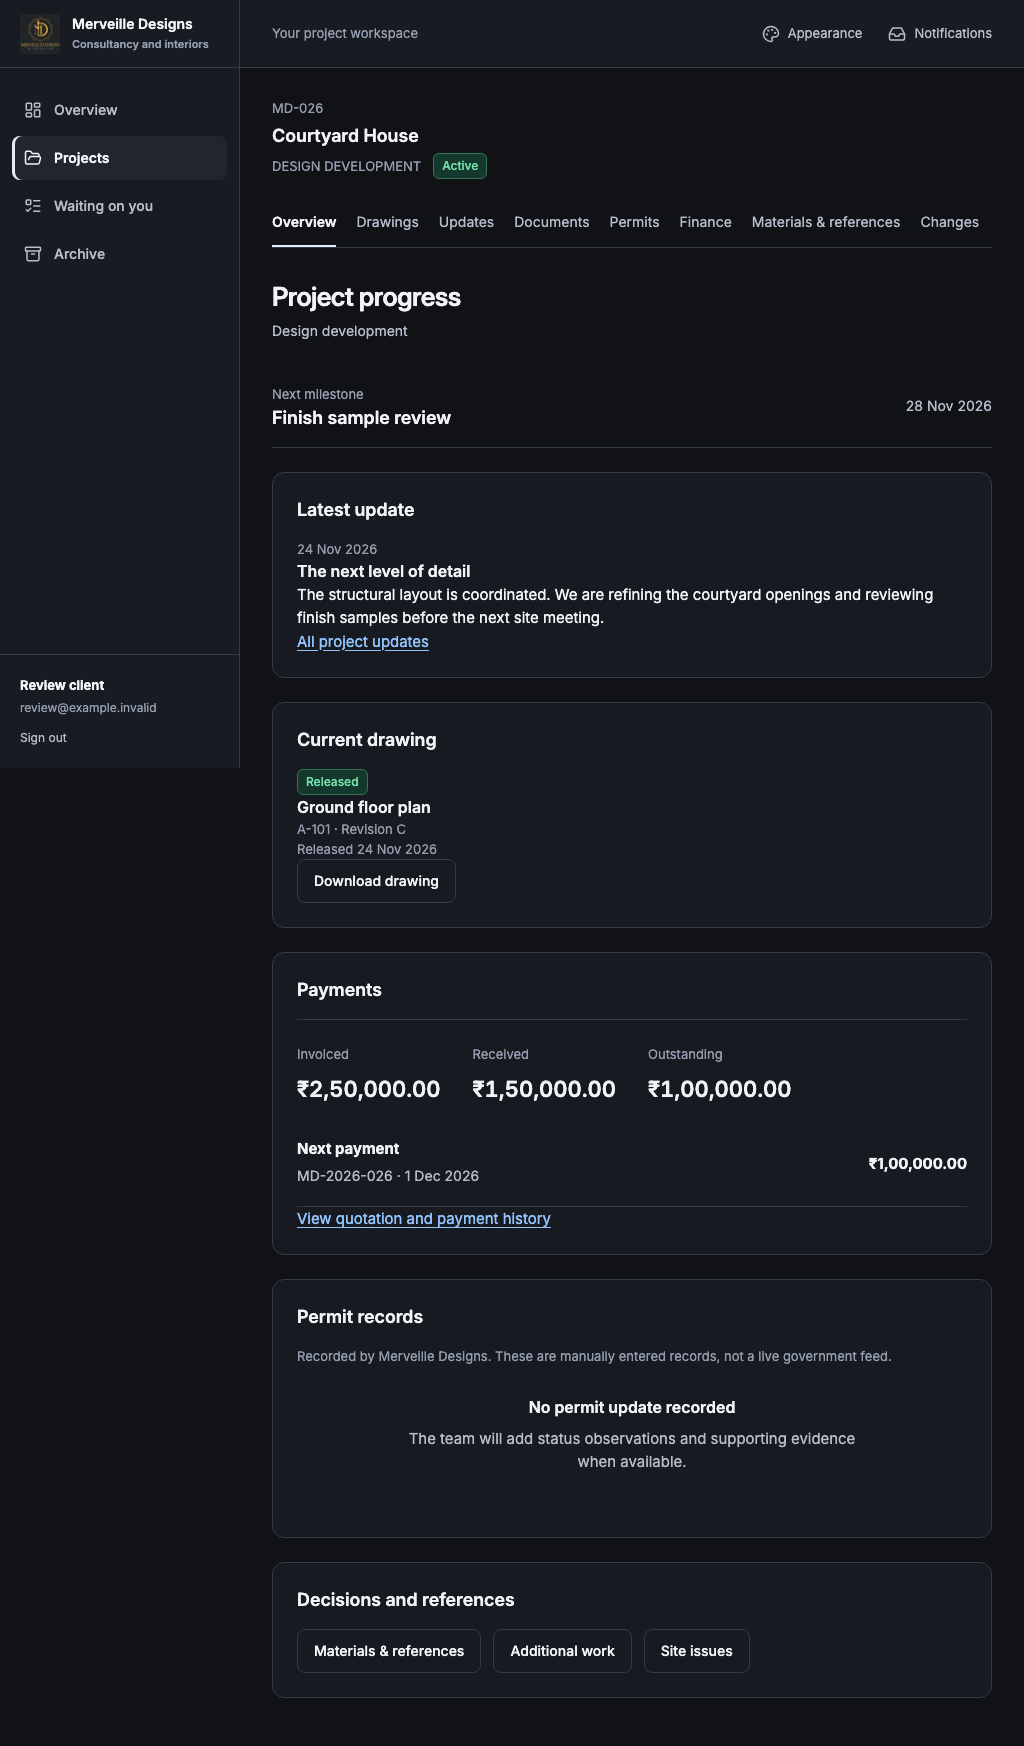 Merveille Designs
Consultancy and interiors
Your project workspace
Appearance
Notifications
Overview
Projects
Waiting on you
Archive
Review client
review@example.invalid
Sign out
MD-026
Courtyard House
DESIGN DEVELOPMENT Active
Overview Drawings Updates Documents Permits Finance Materials & references Changes
Project progress
Design development
Next milestone
Finish sample review
28 Nov 2026
Latest update
24 Nov 2026
The next level of detail
The structural layout is coordinated. We are refining the courtyard openings and reviewing
finish samples before the next site meeting.
All project updates
Current drawing
Released
Ground floor plan
A-101 · Revision C
Released 24 Nov 2026
Download drawing
Payments
Invoiced Received Outstanding
₹2,50,000.00 ₹1,50,000.00 ₹1,00,000.00
Next payment
MD-2026-026 · 1 Dec 2026
₹1,00,000.00
View quotation and payment history
Permit records
Recorded by Merveille Designs. These are manually entered records, not a live government feed.
No permit update recorded
The team will add status observations and supporting evidence
when available.
Decisions and references
Materials & references Additional work Site issues